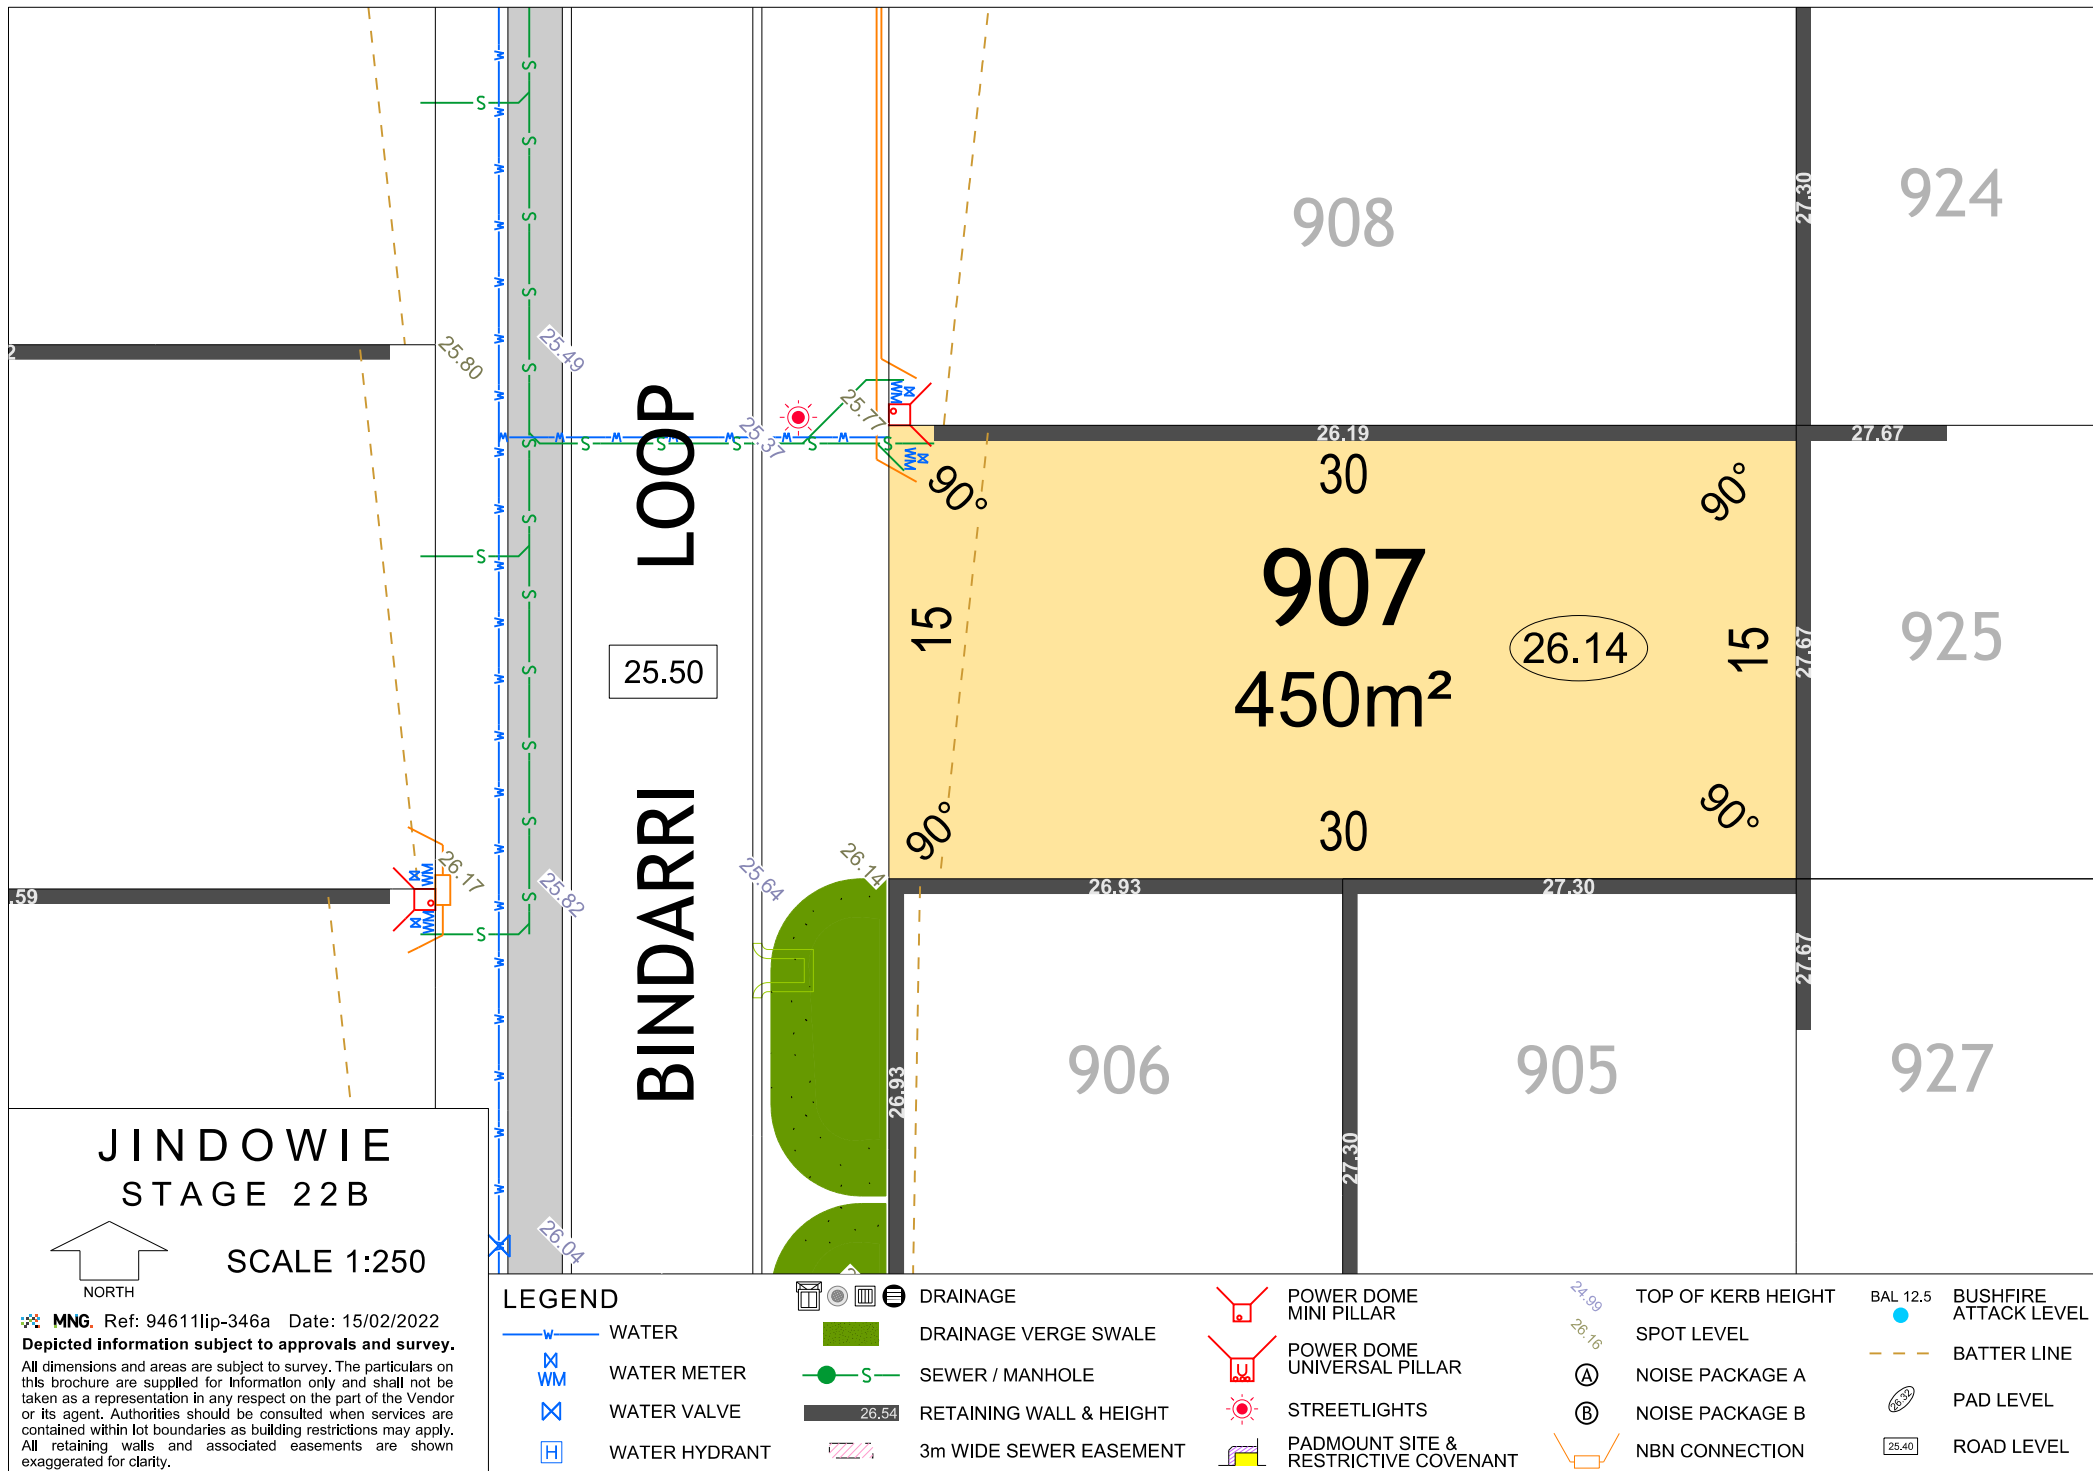 908
924
27.30
25.80
25.49
LOOP
25.77
25.37
WM
WM
26.19
27.67
30
90°
90°
907
15
26.14
15
27.67
925
25.50
450m²
90°
30
90°
BINDARRI
26.17
25.82
25.64
26.14
WM
WM
.59
26.93
27.30
27.67
906
905
927
26.93
27.30
26.04
JINDOWIE
STAGE 22B
SCALE 1:250
NORTH
MNG. Ref: 94611lip-346a Date: 15/02/2022
Depicted information subject to approvals and survey.
All dimensions and areas are subject to survey. The particulars on
this brochure are supplied for information only and shall not be
taken as a representation in any respect on the part of the Vendor
or its agent. Authorities should be consulted when services are
contained within lot boundaries as building restrictions may apply.
All retaining walls and associated easements are shown
exaggerated for clarity.
LEGEND
W WATER
WM WATER METER
WATER VALVE
H WATER HYDRANT
DRAINAGE
DRAINAGE VERGE SWALE
S SEWER / MANHOLE
26.54 RETAINING WALL & HEIGHT
3m WIDE SEWER EASEMENT
POWER DOME
MINI PILLAR
U POWER DOME
UNIVERSAL PILLAR
STREETLIGHTS
PADMOUNT SITE &
RESTRICTIVE COVENANT
24.99 TOP OF KERB HEIGHT
26.16 SPOT LEVEL
A NOISE PACKAGE A
B NOISE PACKAGE B
NBN CONNECTION
BAL 12.5 BUSHFIRE
ATTACK LEVEL
BATTER LINE
26.32 PAD LEVEL
25.40 ROAD LEVEL